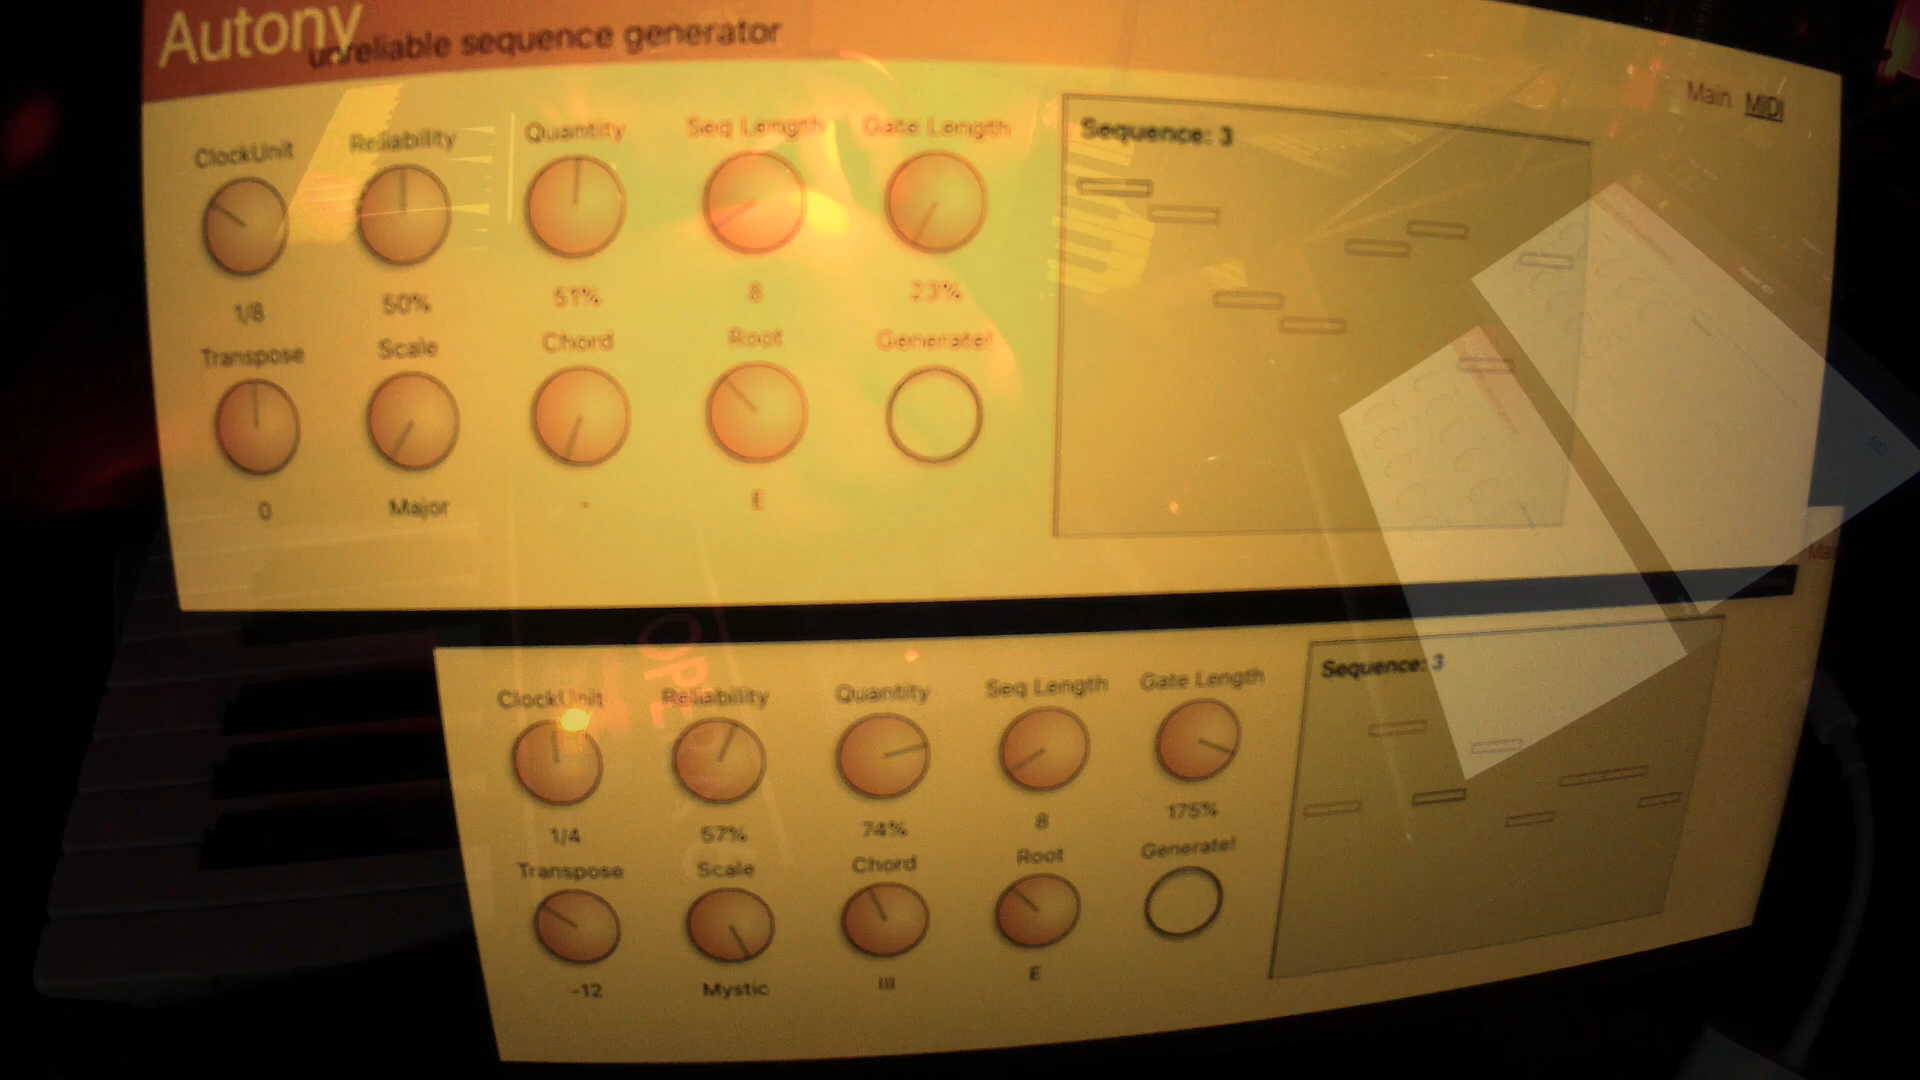 Autony
unreliable sequence generator
Main MIDI
ClockUnit Reliability Quantity Seq Length Gate Length
Sequence: 3
1/8 50% 51% 8 23%
Transpose Scale Chord Root Generate!
0 Major - E
ClockUnit Reliability Quantity Seq Length Gate Length
Sequence: 3
1/4 57% 74% 8 175%
Transpose Scale Chord Root Generate!
-12 Mystic III E